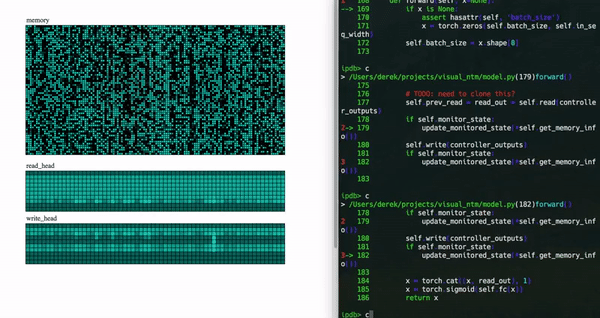 memory
read_head
write_head
--> 169 if x is None:
170 assert hasattr(self, 'batch_size')
171 x = torch.zeros(self.batch_size, self.in_se
q_width)
172 self.batch_size = x.shape[0]
173
ipdb> c
> /Users/derek/projects/visual_ntm/model.py(179)forward()
175
176 # TODO: need to clone this?
177 self.prev_read = read_out = self.read(controlle
r_outputs)
178 if self.monitor_state:
2-> 179 update_monitored_state(*self.get_memory_inf
o())
180 self.write(controller_outputs)
181 if self.monitor_state:
3 182 update_monitored_state(*self.get_memory_inf
o())
183
ipdb> c
> /Users/derek/projects/visual_ntm/model.py(182)forward()
178 if self.monitor_state:
2 179 update_monitored_state(*self.get_memory_inf
o())
180 self.write(controller_outputs)
181 if self.monitor_state:
3-> 182 update_monitored_state(*self.get_memory_inf
o())
183
184 x = torch.cat((x, read_out), 1)
185 x = torch.sigmoid(self.fc(x))
186 return x
ipdb> c